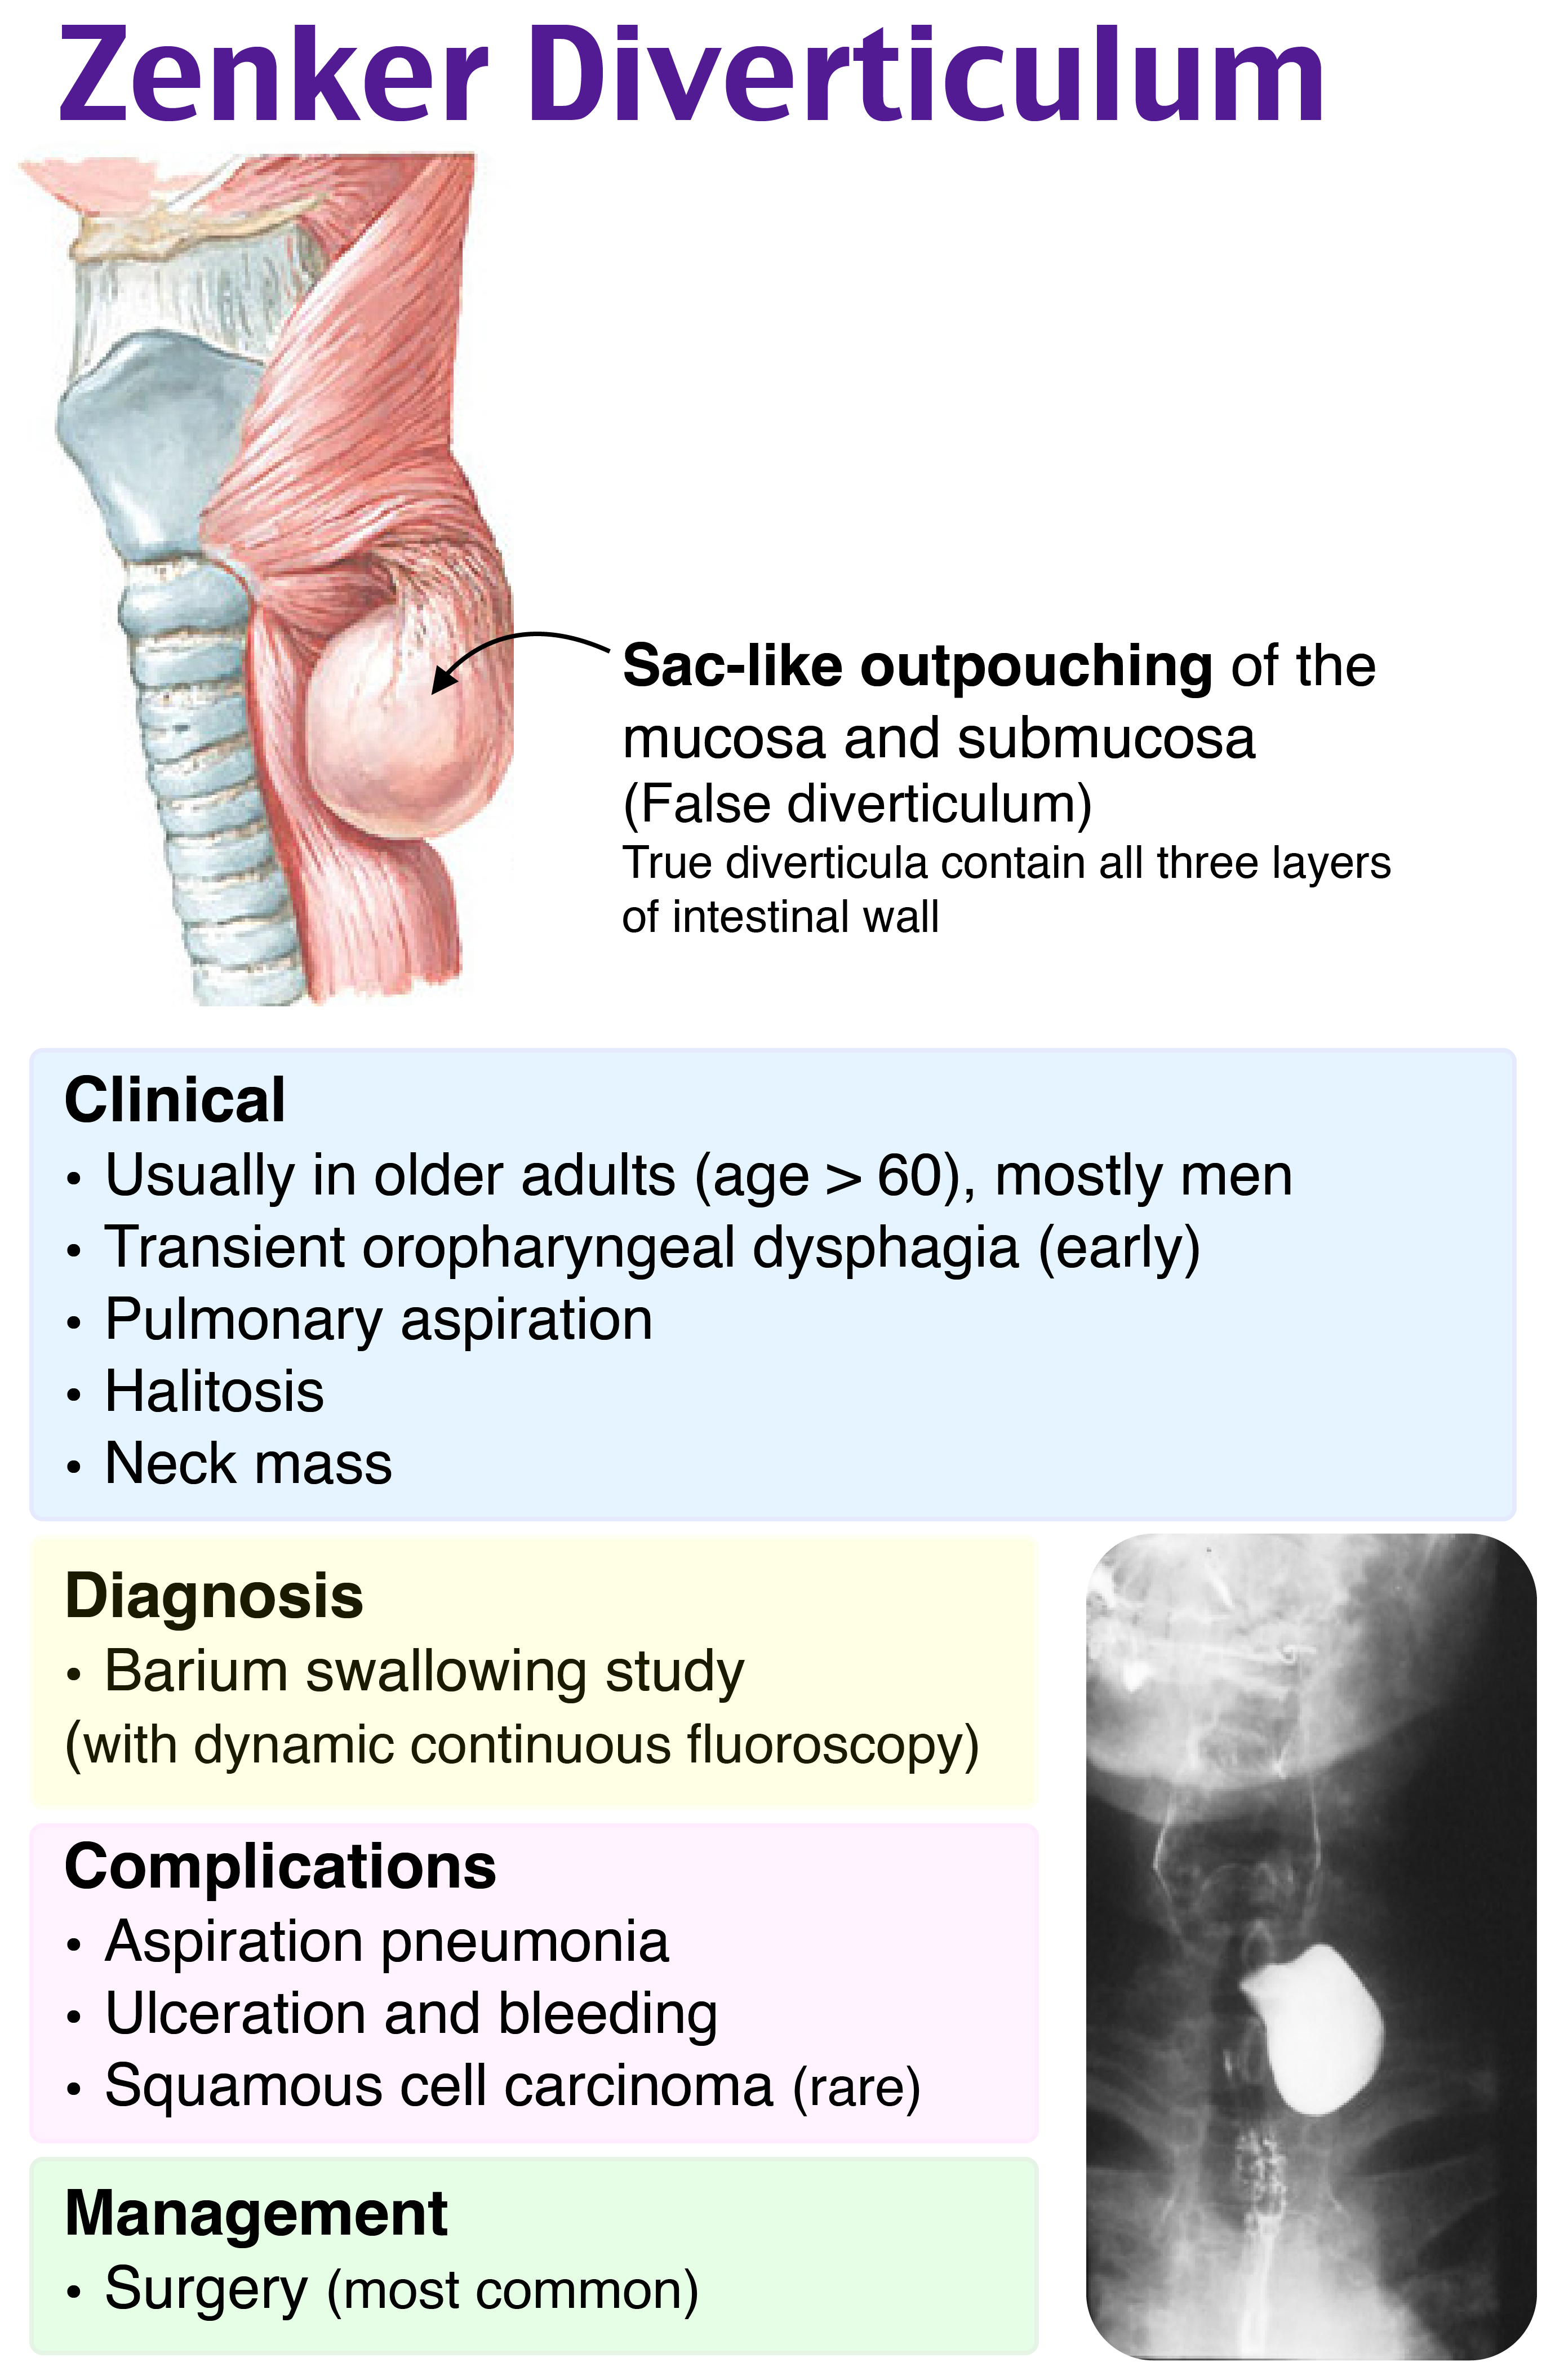 Zenker Diverticulum
Sac-like outpouching of the
mucosa and submucosa
(False diverticulum)
True diverticula contain all three layers
of intestinal wall
Clinical
• Usually in older adults (age > 60), mostly men
• Transient oropharyngeal dysphagia (early)
• Pulmonary aspiration
• Halitosis
• Neck mass
Diagnosis
• Barium swallowing study
(with dynamic continuous fluoroscopy)
Complications
• Aspiration pneumonia
• Ulceration and bleeding
• Squamous cell carcinoma (rare)
Management
• Surgery (most common)